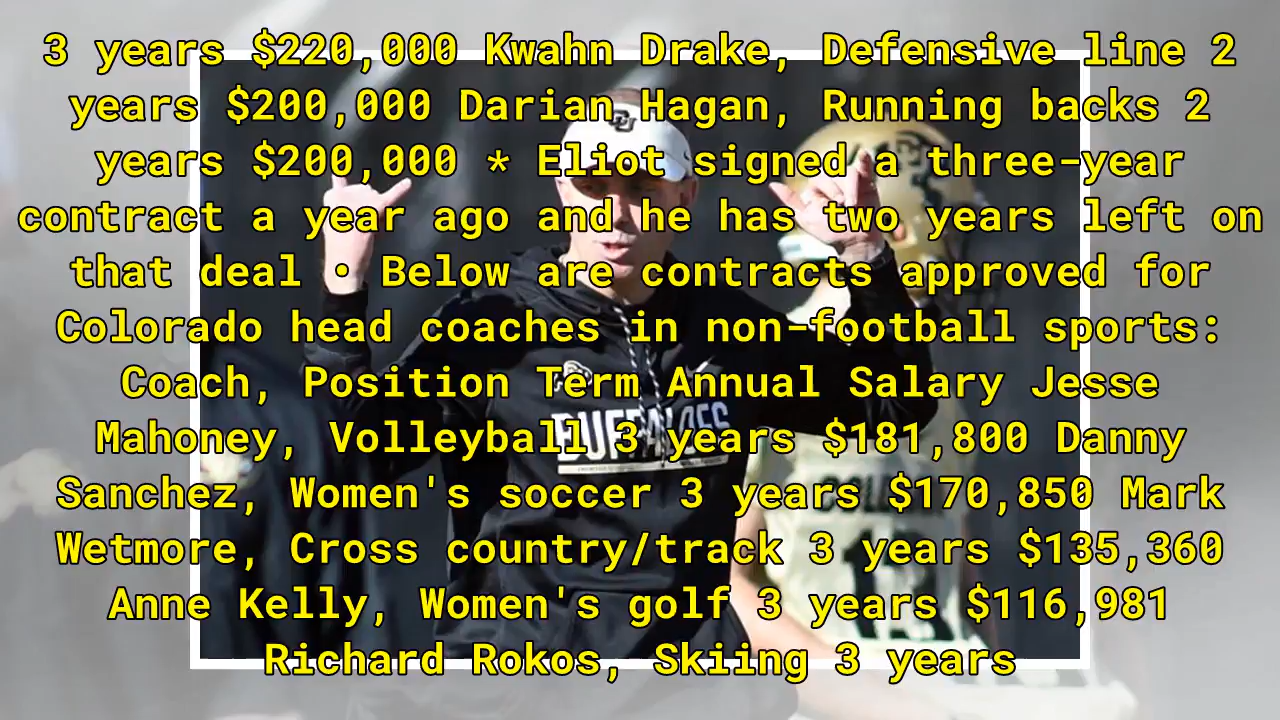 3 years $220,000 Kwahn Drake, Defensive line 2
years $200,000 Darian Hagan, Running backs 2
years $200,000 * Eliot signed a three-year
contract a year ago and he has two years left on
that deal • Below are contracts approved for
Colorado head coaches in non-football sports:
Coach, Position Term Annual Salary Jesse
Mahoney, Volleyball 3 years $181,800 Danny
Sanchez, Women's soccer 3 years $170,850 Mark
Wetmore, Cross country/track 3 years $135,360
Anne Kelly, Women's golf 3 years $116,981
Richard Rokos, Skiing 3 years
CU
BUFFALOES